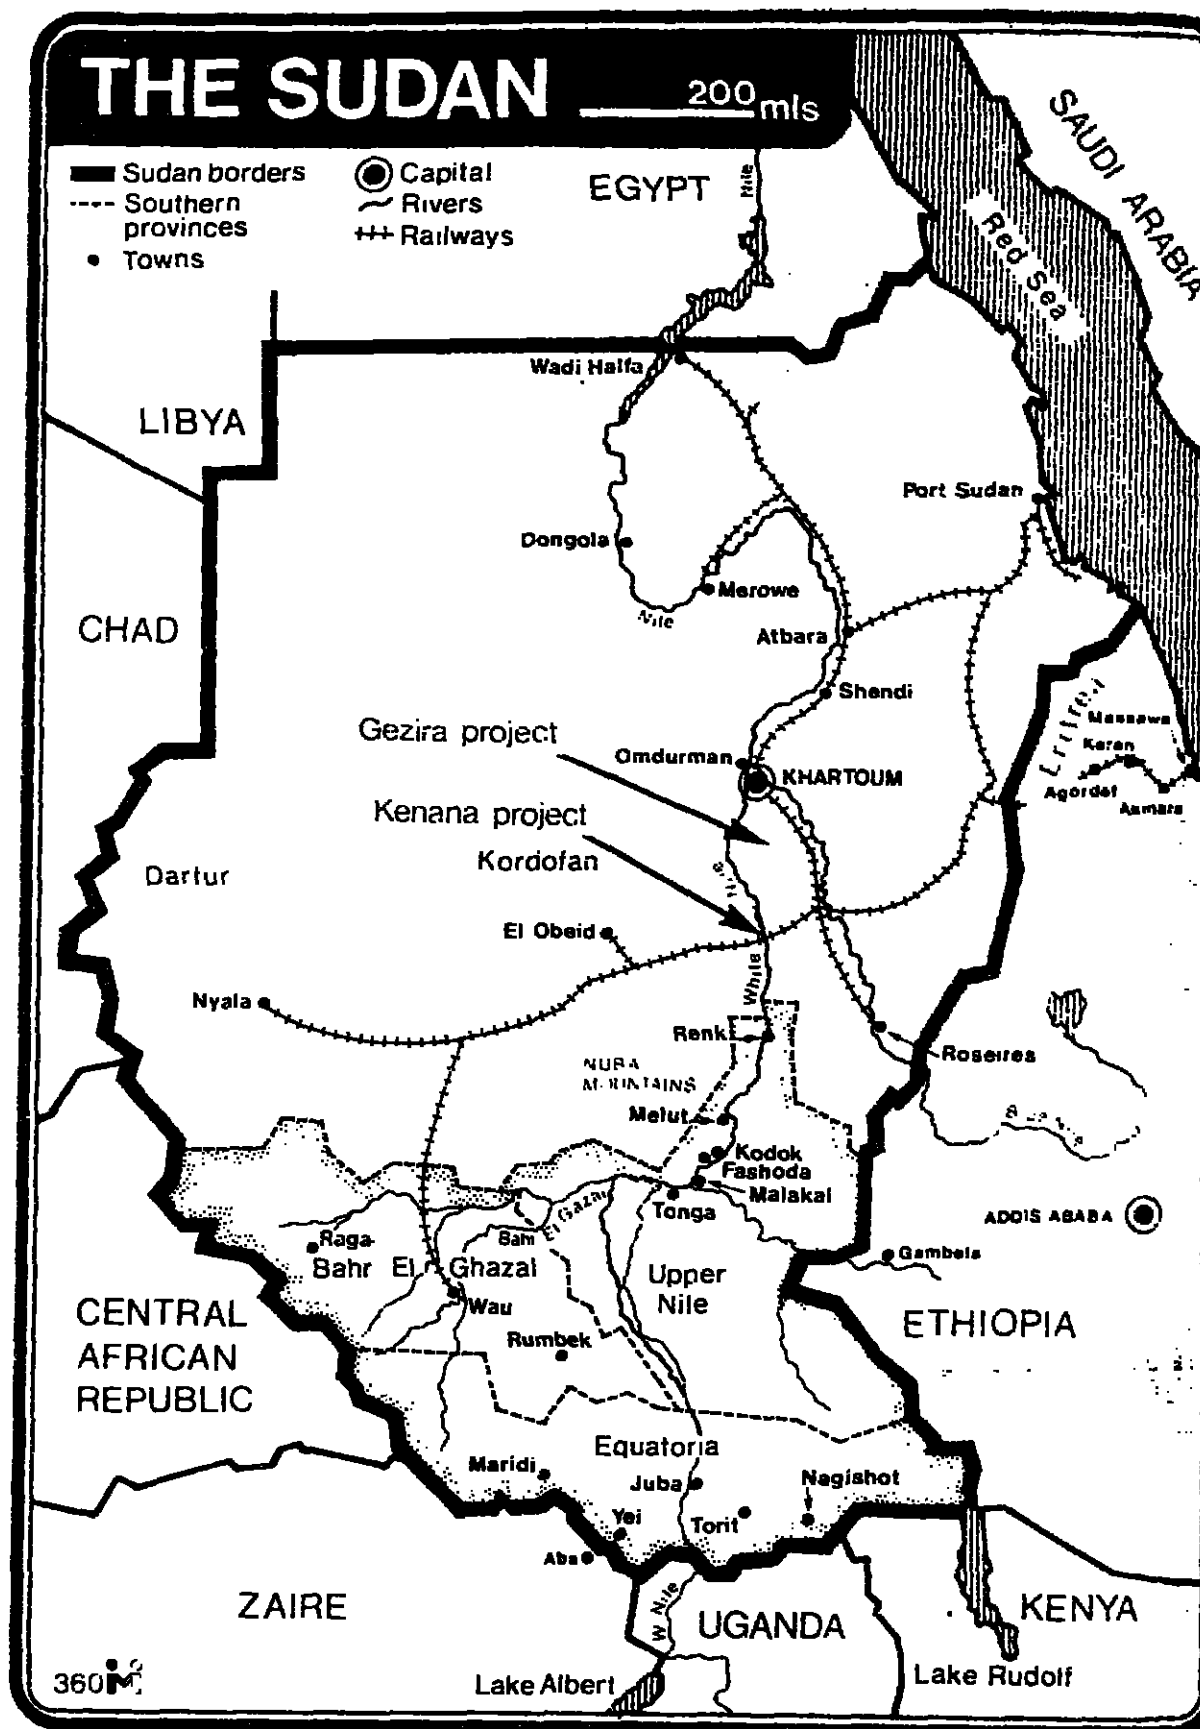 THE SUDAN
200 mls
Sudan borders
Southern
provinces
Towns
Capital
Rivers
Railways
EGYPT
Nile
SAUDI ARABIA
Red Sea
Wadi Halfa
LIBYA
Port Sudan
Dongola
Merowe
Nile
CHAD
Atbara
Shendi
Eritrea
Massawa
Keren
Agordat
Asmara
Gezira project
Omdurman
KHARTOUM
Kenana project
Kordofan
Darfur
El Obeid
White
Nyala
Renk
Roseires
NUBA
MOUNTAINS
Melut
Kodok
Fashoda
Malakal
Tonga
ADDIS ABABA
Raga
Bahr El Ghazal
Bahr El Gazal
Gambela
Upper
Nile
Wau
CENTRAL
AFRICAN
REPUBLIC
Rumbek
ETHIOPIA
Equatoria
Maridi
Juba
Nagishot
Yei
Torit
Aba
ZAIRE
W Nile
UGANDA
KENYA
Lake Albert
Lake Rudolf
360